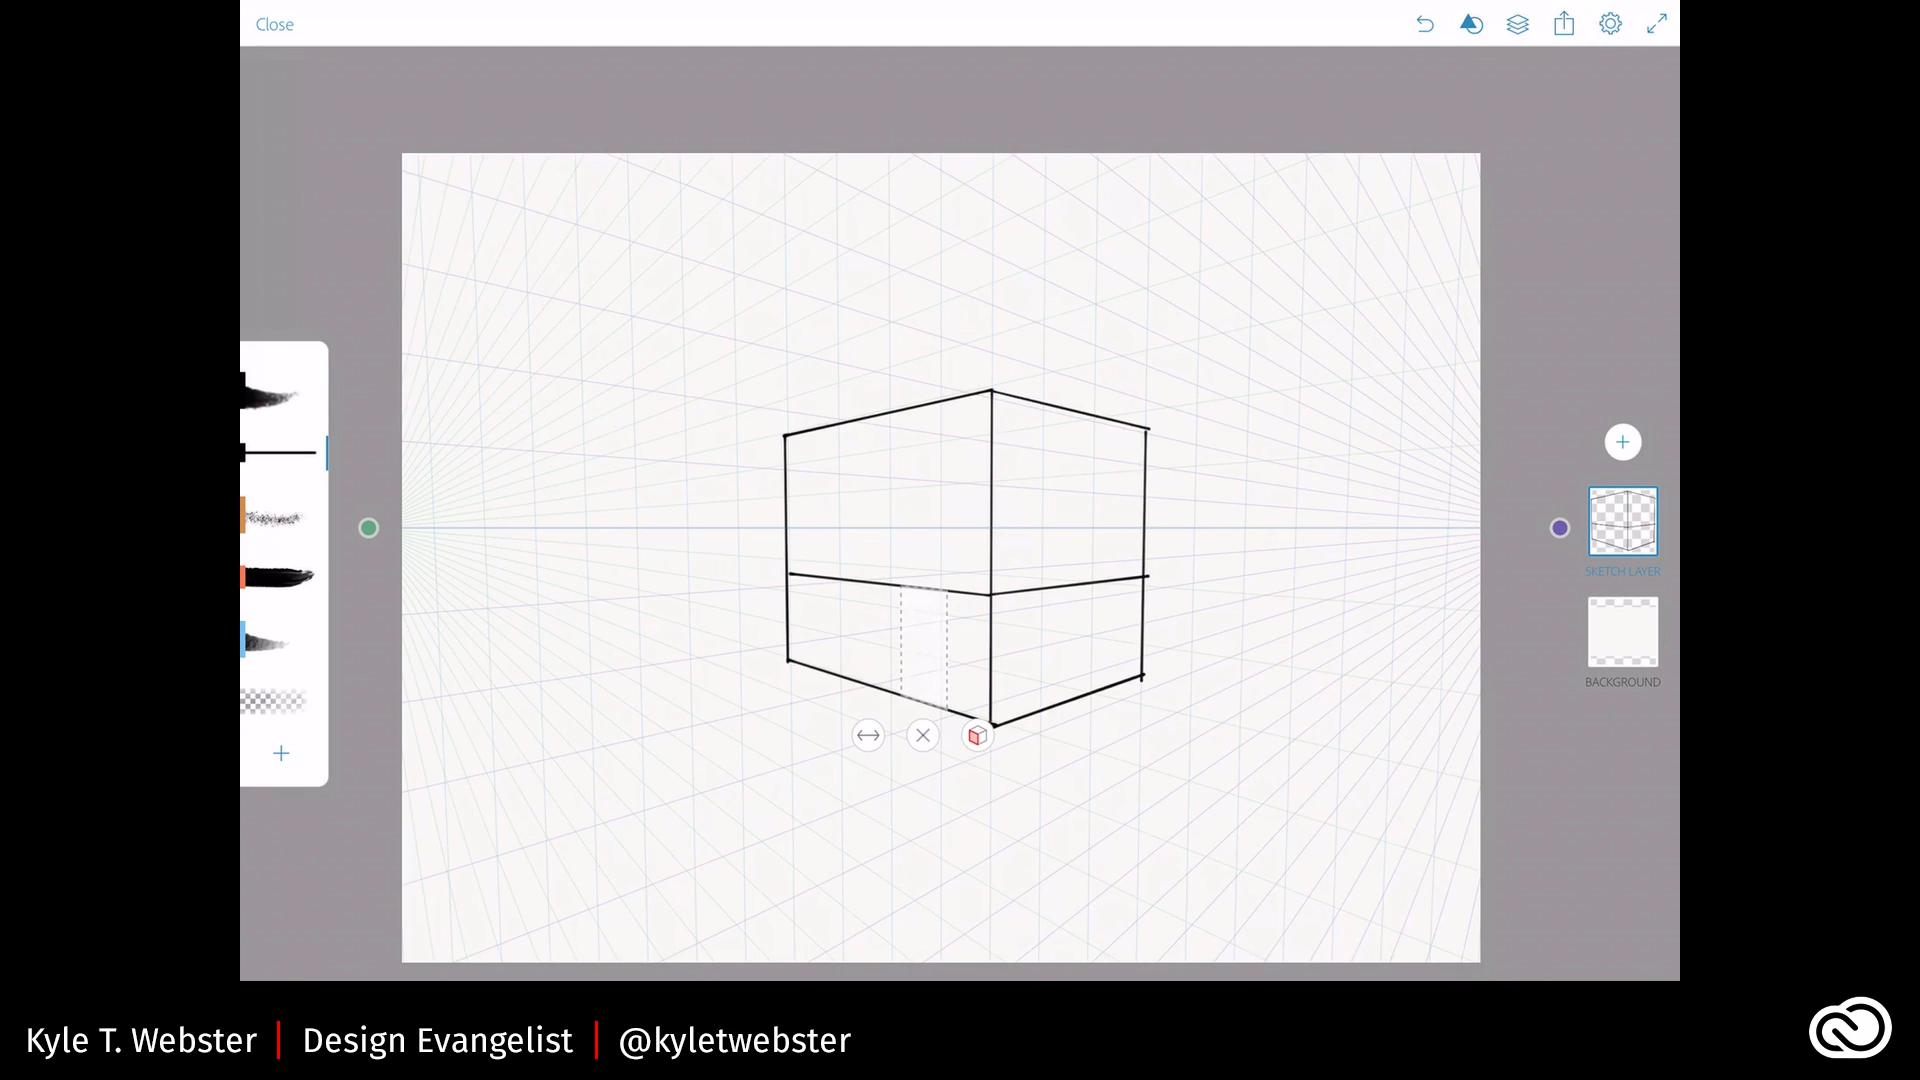 Close
SKETCH LAYER
BACKGROUND
Kyle T. Webster | Design Evangelist | @kyletwebster